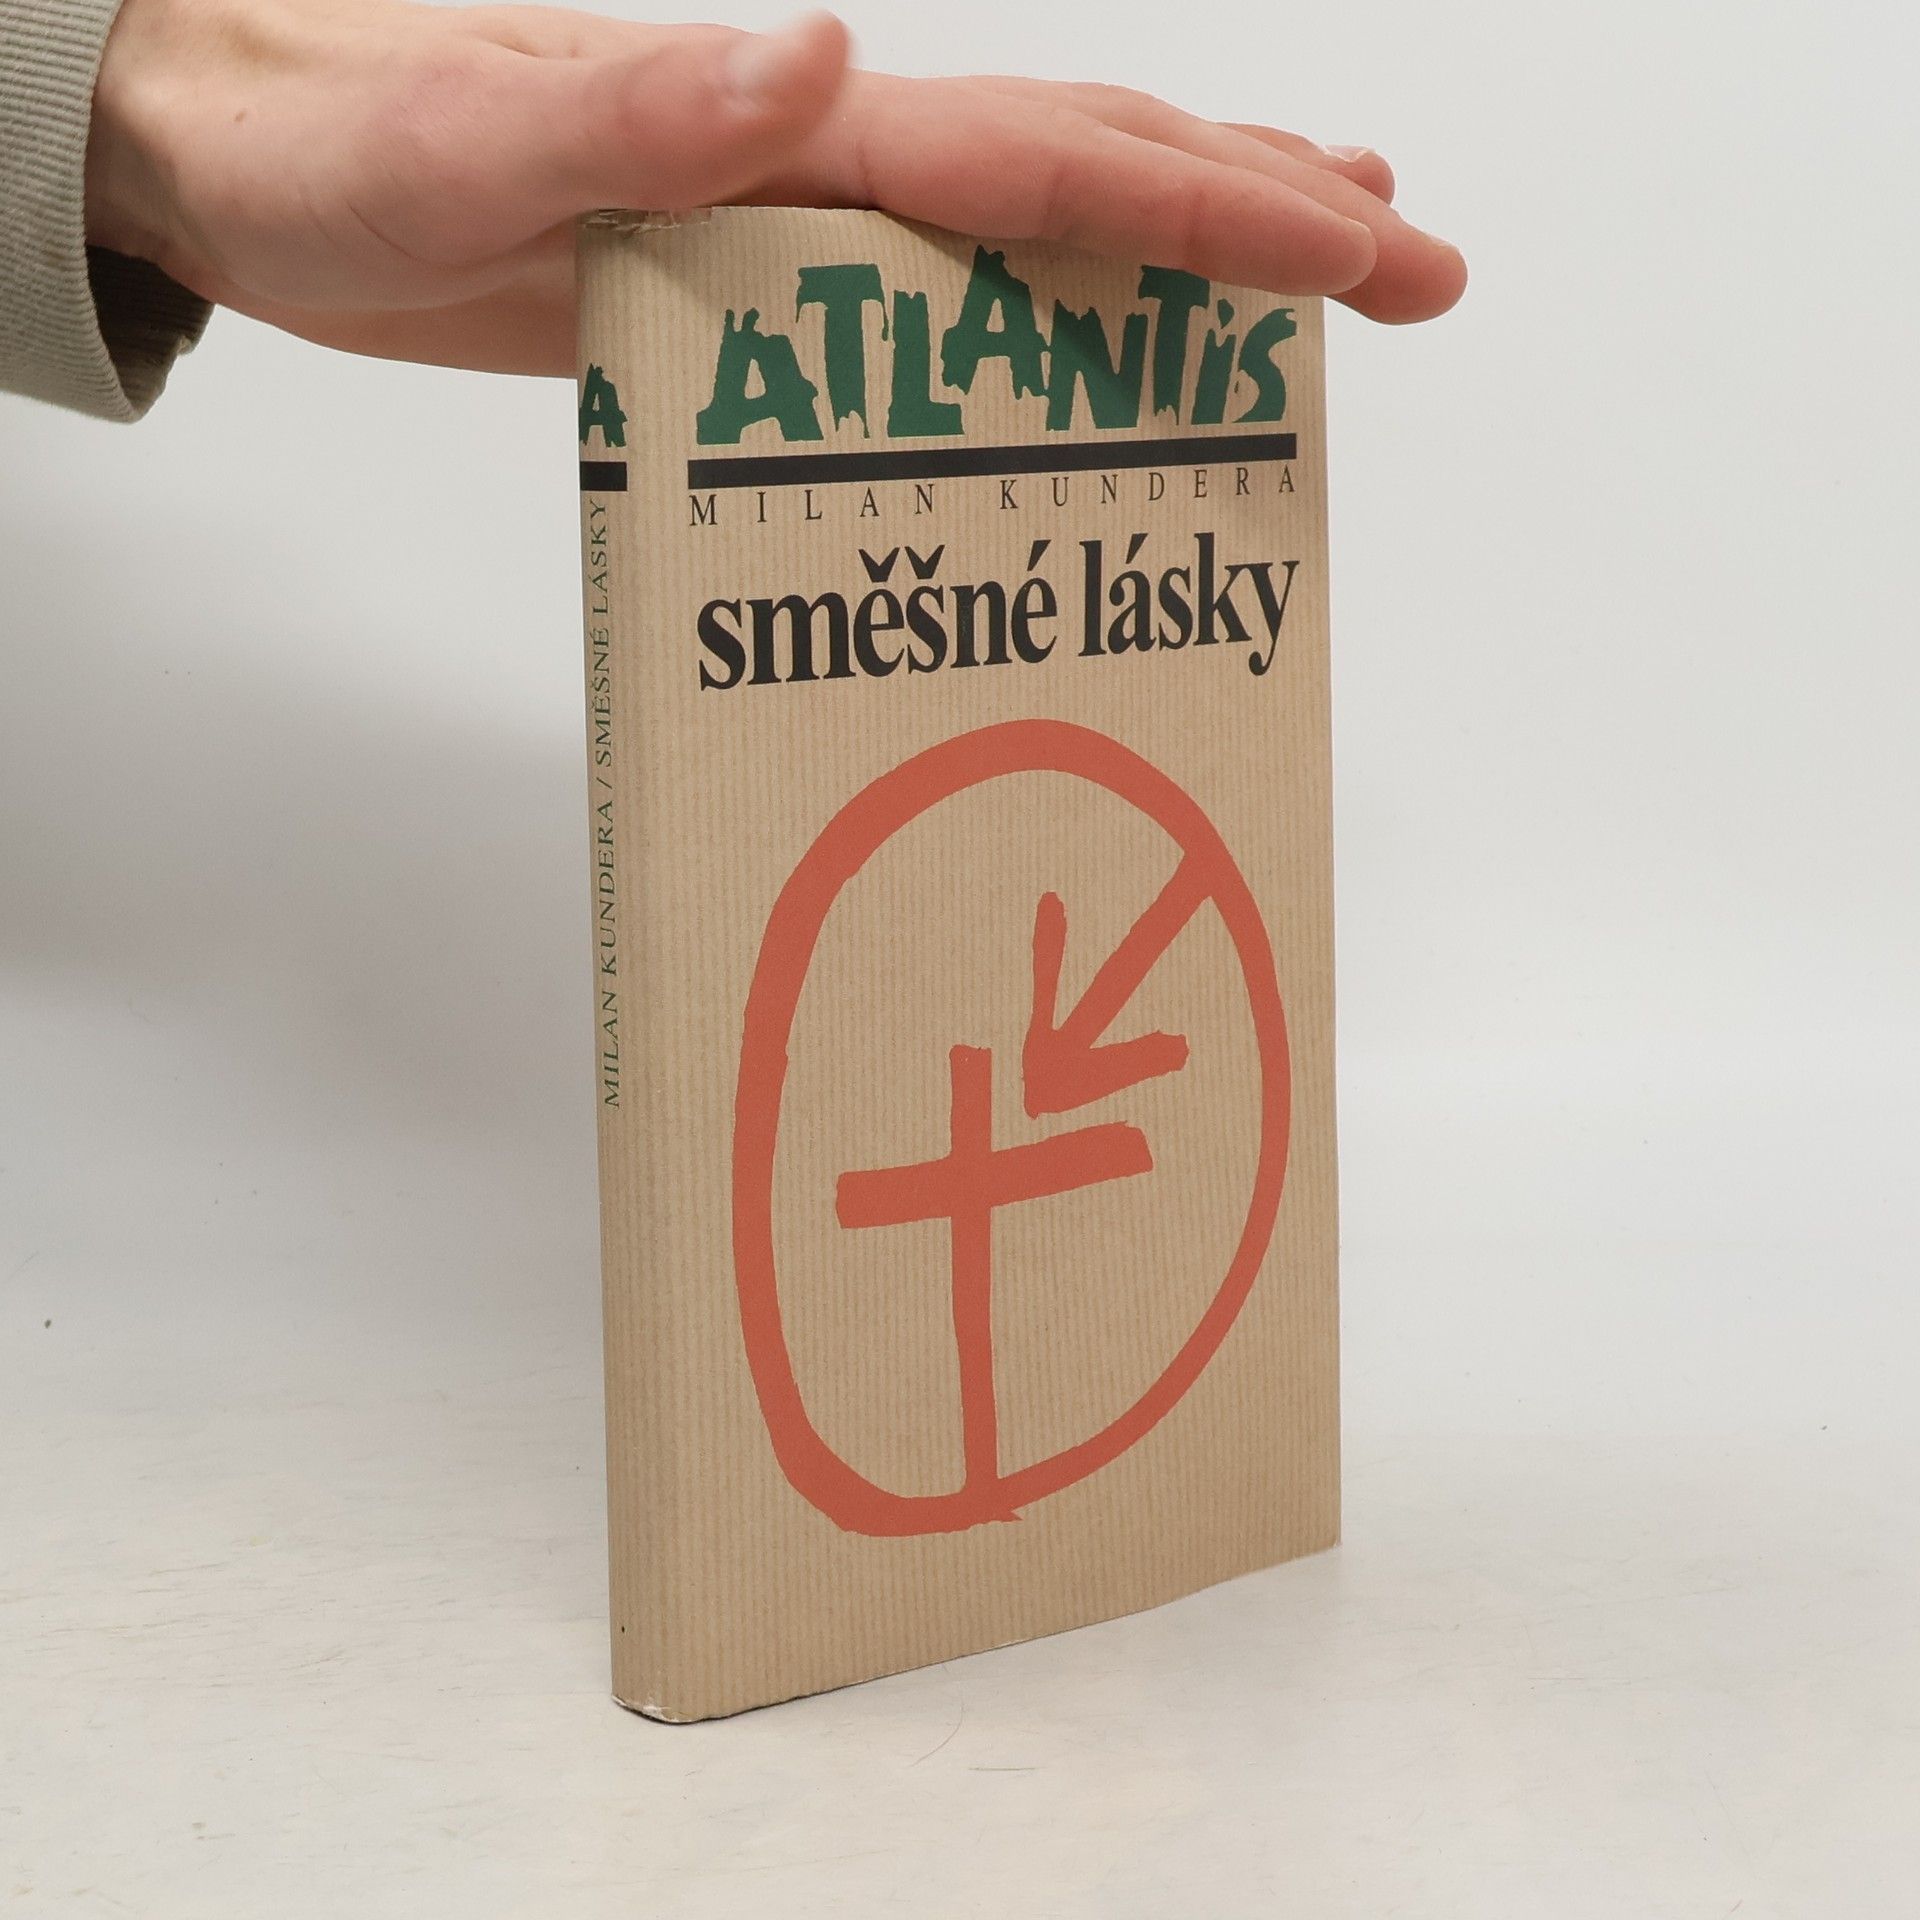 ATLANTiS
MILAN KUNDERA
směšné lásky
A
MILAN KUNDERA / SMĚŠNÉ LÁSKY